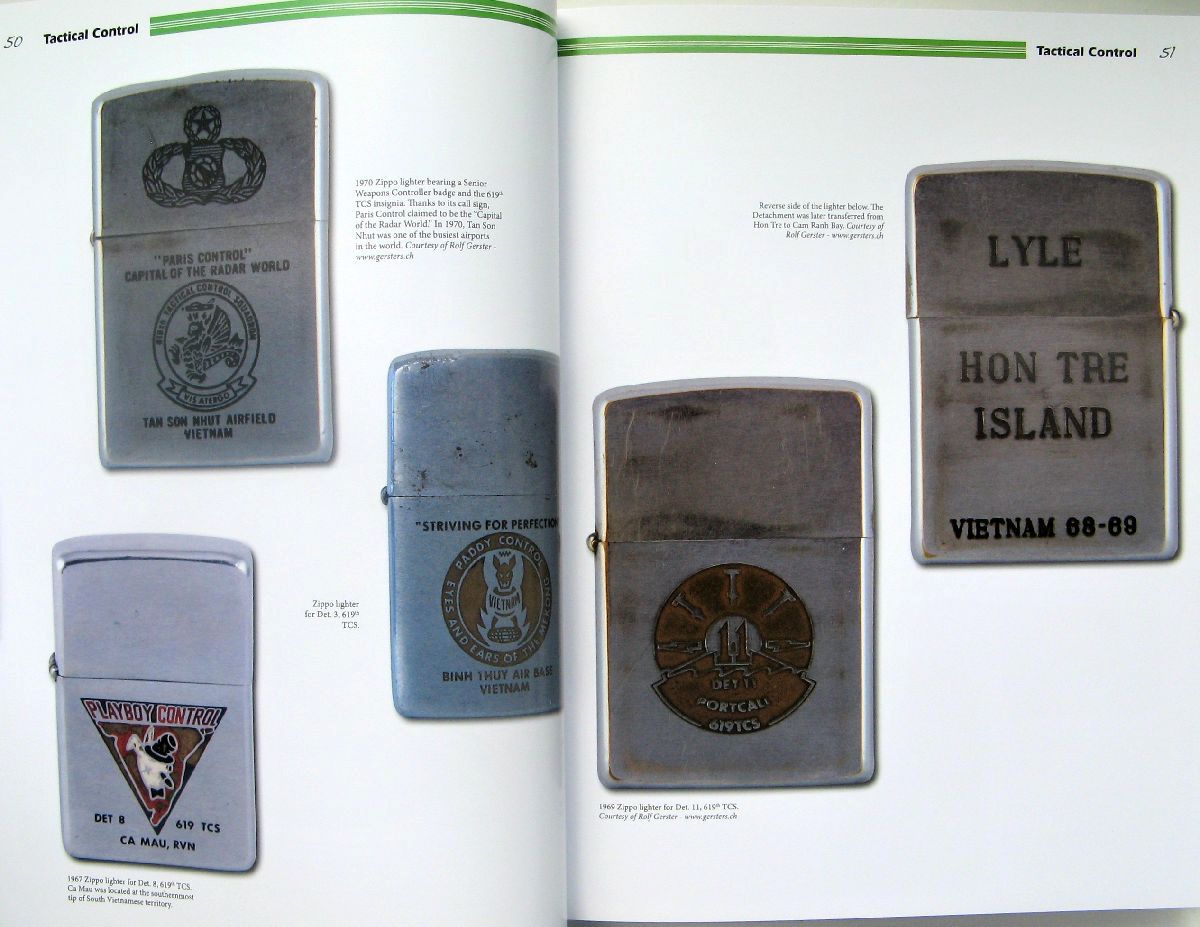 50 Tactical Control
1970 Zippo lighter bearing a Senior
Weapons Controller badge and the 619th
TCS insignia. Thanks to its call sign,
Paris Control claimed to be the "Capital
of the Radar World." In 1970, Tan Son
Nhut was one of the busiest airports
in the world. Courtesy of Rolf Gerster -
www.gersters.ch
"PARIS CONTROL"
CAPITAL OF THE RADAR WORLD
619TH TACTICAL CONTROL SQUADRON
VIS ATERGO
TAN SON NHUT AIRFIELD
VIETNAM
"STRIVING FOR PERFECTION
PADDY CONTROL
VIETNAM
EYES AND EARS OF THE MEKONG
BINH THUY AIR BASE
VIETNAM
Zippo lighter
for Det. 3, 619th
TCS.
PLAYBOY CONTROL
DET 8 619 TCS
CA MAU, RVN
1967 Zippo lighter for Det. 8, 619th TCS.
Ca Mau was located at the southernmost
tip of South Vietnamese territory.
Tactical Control 51
Reverse side of the lighter below. The
Detachment was later transferred from
Hon Tre to Cam Ranh Bay. Courtesy of
Rolf Gerster - www.gersters.ch
LYLE
HON TRE
ISLAND
VIETNAM 68-69
11
DET 11
PORTCALL
619TCS
1969 Zippo lighter for Det. 11, 619th TCS.
Courtesy of Rolf Gerster - www.gersters.ch